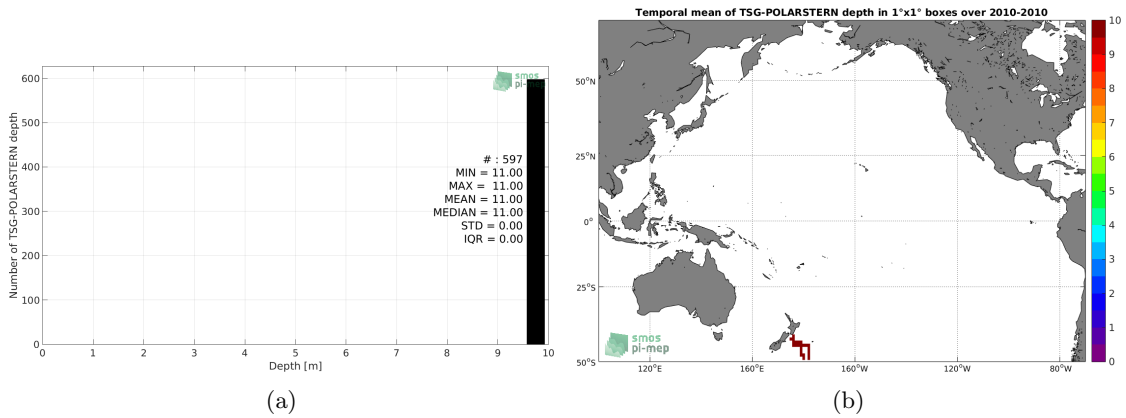 600
500
400
300
200
100
0
Number of TSG-POLARSTERN depth
smos
pi-mep
# : 597
MIN = 11.00
MAX = 11.00
MEAN = 11.00
MEDIAN = 11.00
STD = 0.00
IQR = 0.00
0 1 2 3 4 5 6 7 8 9 10
Depth [m]
(a)
Temporal mean of TSG-POLARSTERN depth in 1°x1° boxes over 2010-2010
50°N
25°N
0°
25°S
50°S
120°E 160°E 160°W 120°W 80°W
smos
pi-mep
10
9
8
7
6
5
4
3
2
1
0
(b)